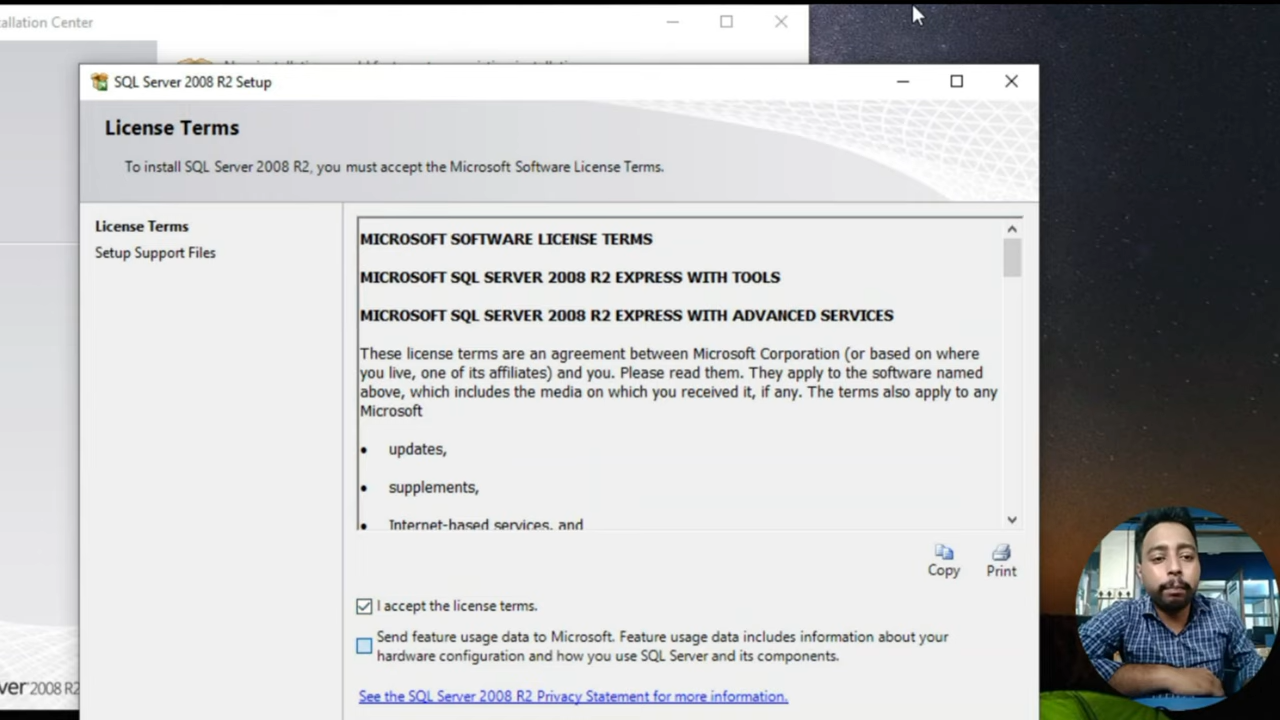 allation Center
SQL Server 2008 R2 Setup
License Terms
To install SQL Server 2008 R2, you must accept the Microsoft Software License Terms.
License Terms
Setup Support Files
MICROSOFT SOFTWARE LICENSE TERMS
MICROSOFT SQL SERVER 2008 R2 EXPRESS WITH TOOLS
MICROSOFT SQL SERVER 2008 R2 EXPRESS WITH ADVANCED SERVICES
These license terms are an agreement between Microsoft Corporation (or based on where
you live, one of its affiliates) and you. Please read them. They apply to the software named
above, which includes the media on which you received it, if any. The terms also apply to any
Microsoft
• updates,
• supplements,
• Internet-based services, and
Copy
Print
I accept the license terms.
Send feature usage data to Microsoft. Feature usage data includes information about your
hardware configuration and how you use SQL Server and its components.
See the SQL Server 2008 R2 Privacy Statement for more information.
ver 2008 R2